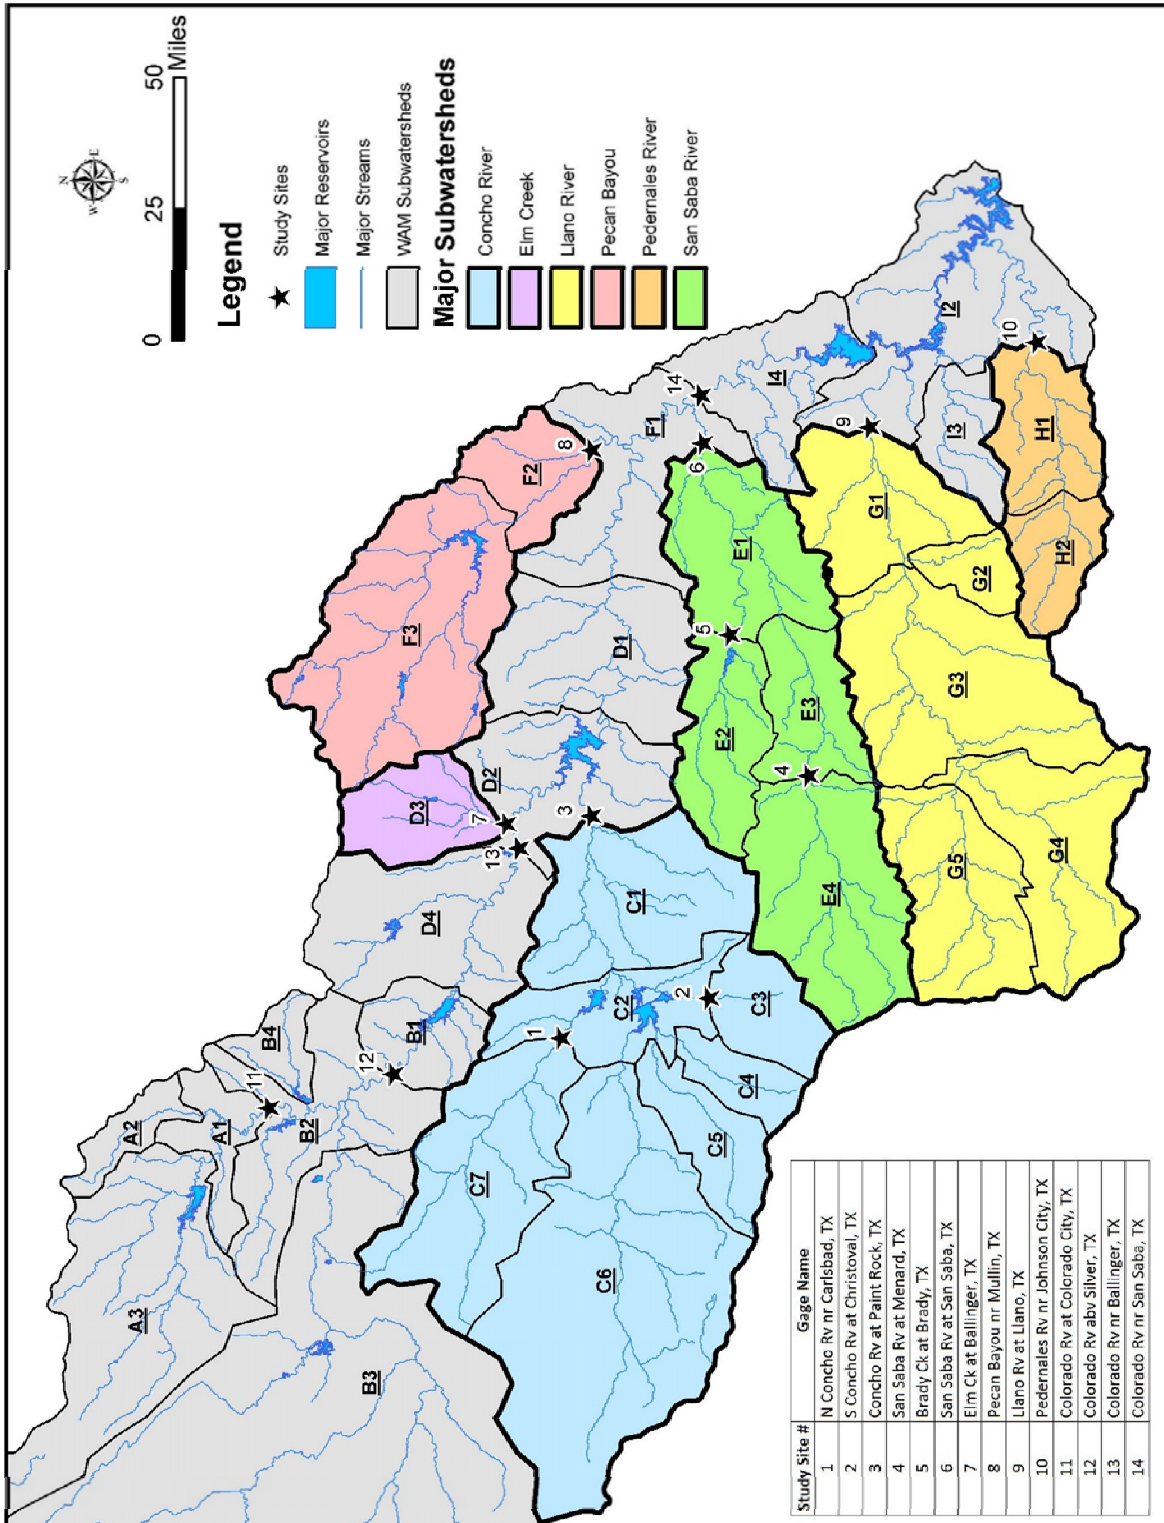 N
W
E
S
0
25
50
Miles
Legend
Study Sites
Major Reservoirs
Major Streams
WAM Subwatersheds
Major Subwatersheds
Concho River
Elm Creek
Llano River
Pecan Bayou
Pedernales River
San Saba River
A3
A2
A1
11
B4
B2
12
B1
B3
D4
D3
7
13
D2
3
D1
F3
F2
8
F1
14
6
C7
1
C6
C2
2
C1
C3
C4
C5
E4
4
E2
E3
5
E1
I4
I2
I3
9
10
G1
G2
G3
G4
G5
H1
H2
Study Site # Gage Name
1 N Concho Rv nr Carlsbad, TX
2 S Concho Rv at Christoval, TX
3 Concho Rv at Paint Rock, TX
4 San Saba Rv at Menard, TX
5 Brady Ck at Brady, TX
6 San Saba Rv at San Saba, TX
7 Elm Ck at Ballinger, TX
8 Pecan Bayou nr Mullin, TX
9 Llano Rv at Llano, TX
10 Pedernales Rv nr Johnson City, TX
11 Colorado Rv at Colorado City, TX
12 Colorado Rv abv Silver, TX
13 Colorado Rv nr Ballinger, TX
14 Colorado Rv nr San Saba, TX